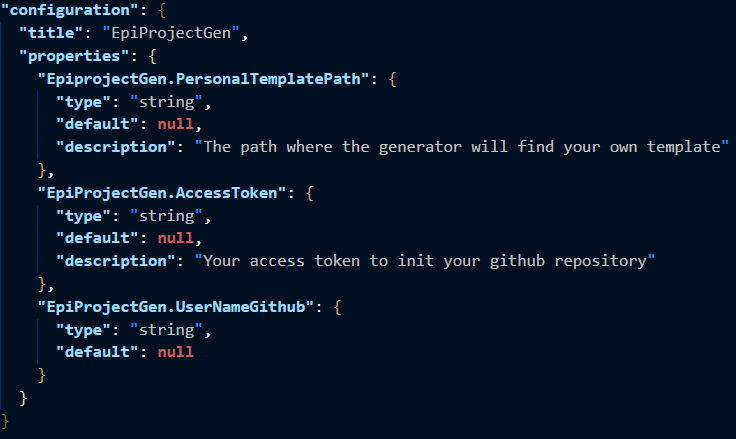 "configuration": {
"title": "EpiProjectGen",
"properties": {
"EpiprojectGen.PersonalTemplatePath": {
"type": "string",
"default": null,
"description": "The path where the generator will find your own template"
},
"EpiProjectGen.AccessToken": {
"type": "string",
"default": null,
"description": "Your access token to init your github repository"
},
"EpiProjectGen.UserNameGithub": {
"type": "string",
"default": null
}
}
}